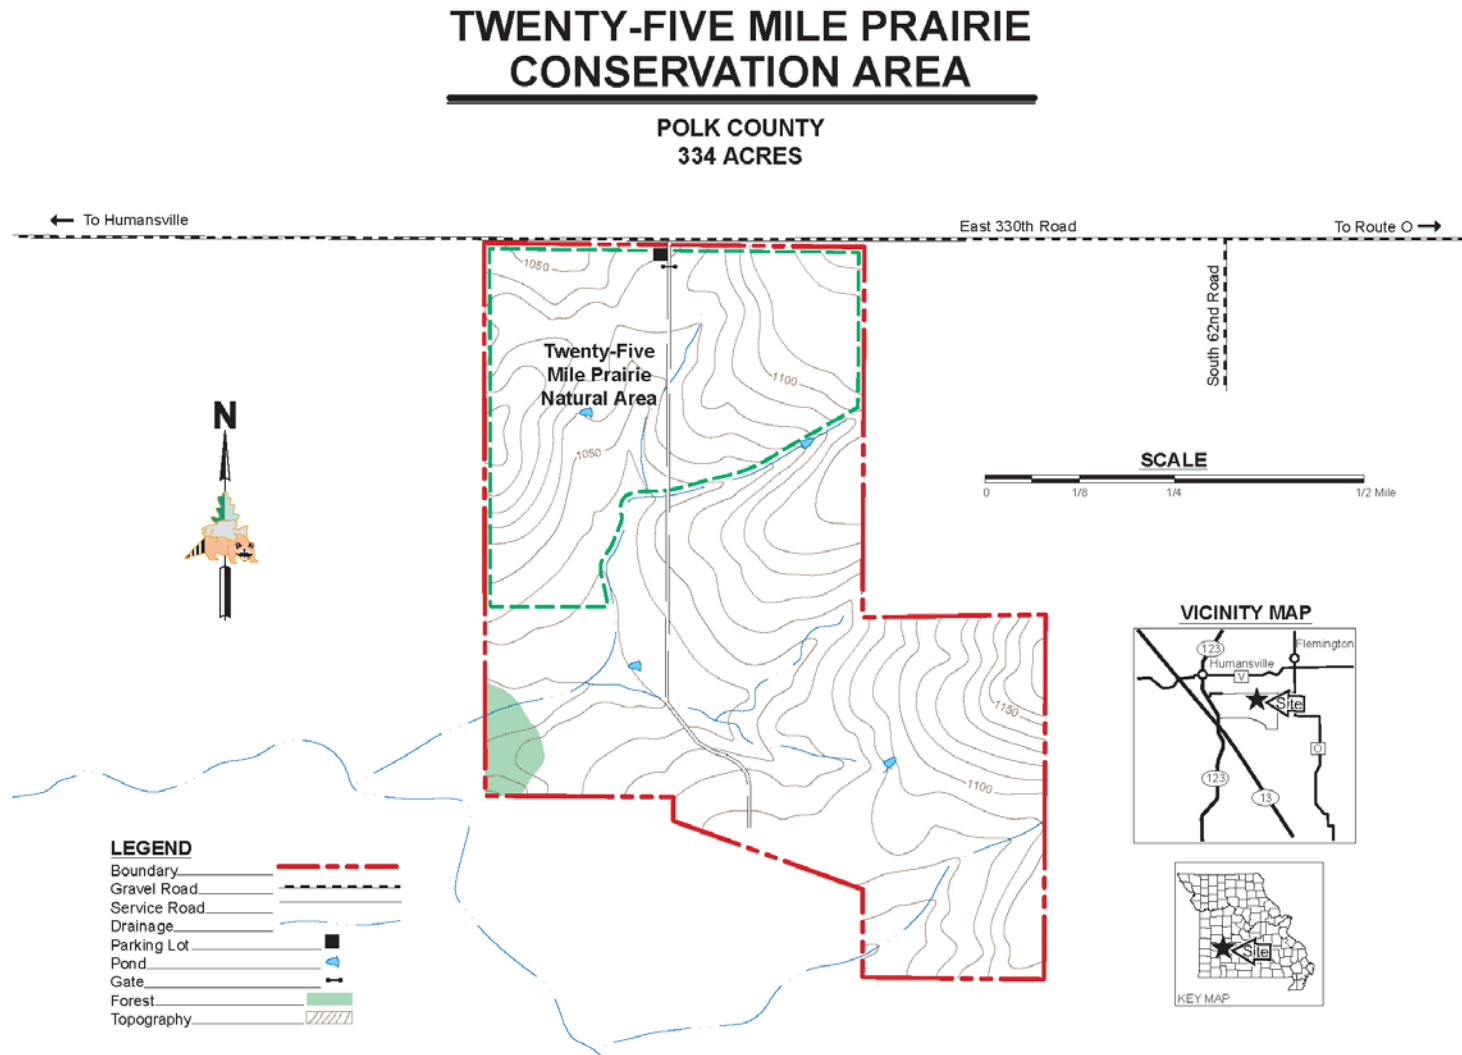 TWENTY-FIVE MILE PRAIRIE
CONSERVATION AREA
POLK COUNTY
334 ACRES
To Humansville
East 330th Road
To Route O
South 62nd Road
1050
Twenty-Five
Mile Prairie
Natural Area
1100
1050
N
SCALE
0 1/8 1/4 1/2 Mile
1150
1100
VICINITY MAP
123
Flemington
Humansville
V
Site
O
123
13
LEGEND
Boundary
Gravel Road
Service Road
Drainage
Parking Lot
Pond
Gate
Forest
Topography
Site
KEY MAP